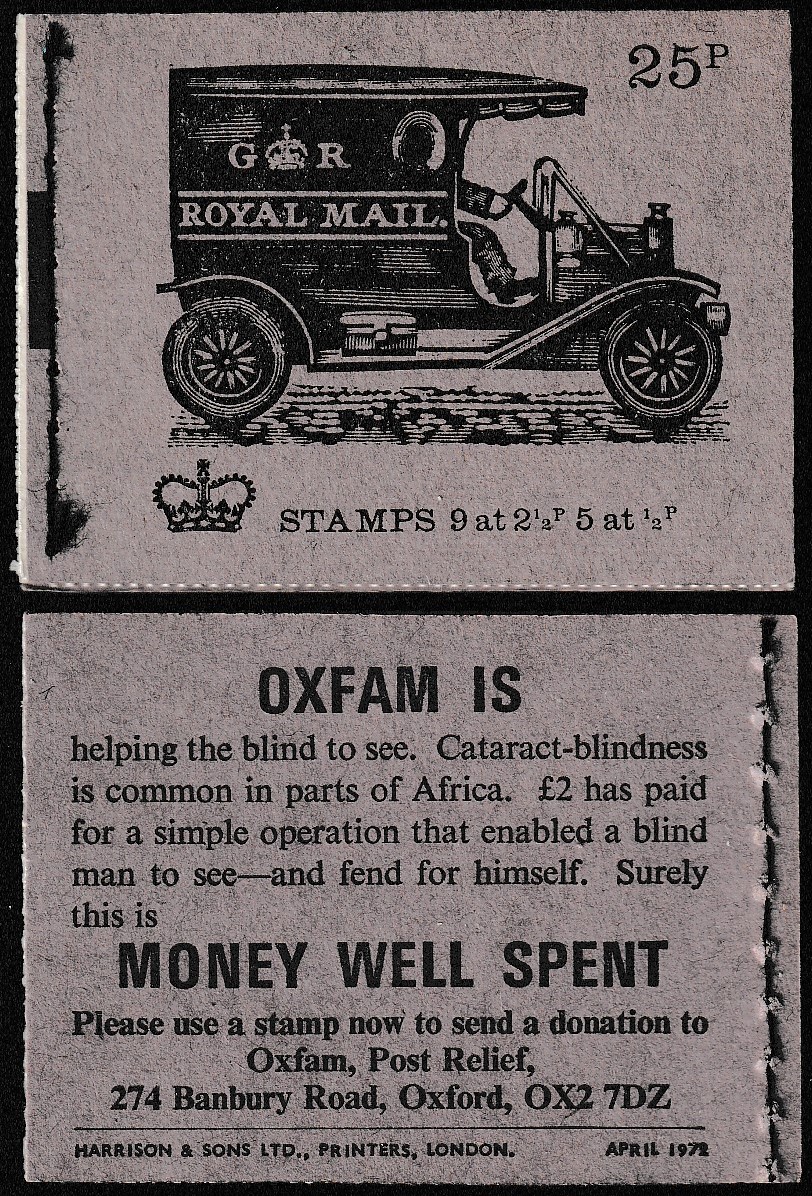 25P
G R
ROYAL MAIL.
STAMPS 9 at 2½P 5 at ½P
OXFAM IS
helping the blind to see. Cataract-blindness
is common in parts of Africa. £2 has paid
for a simple operation that enabled a blind
man to see—and fend for himself. Surely
this is
MONEY WELL SPENT
Please use a stamp now to send a donation to
Oxfam, Post Relief,
274 Banbury Road, Oxford, OX2 7DZ
HARRISON & SONS LTD., PRINTERS, LONDON. APRIL 1972